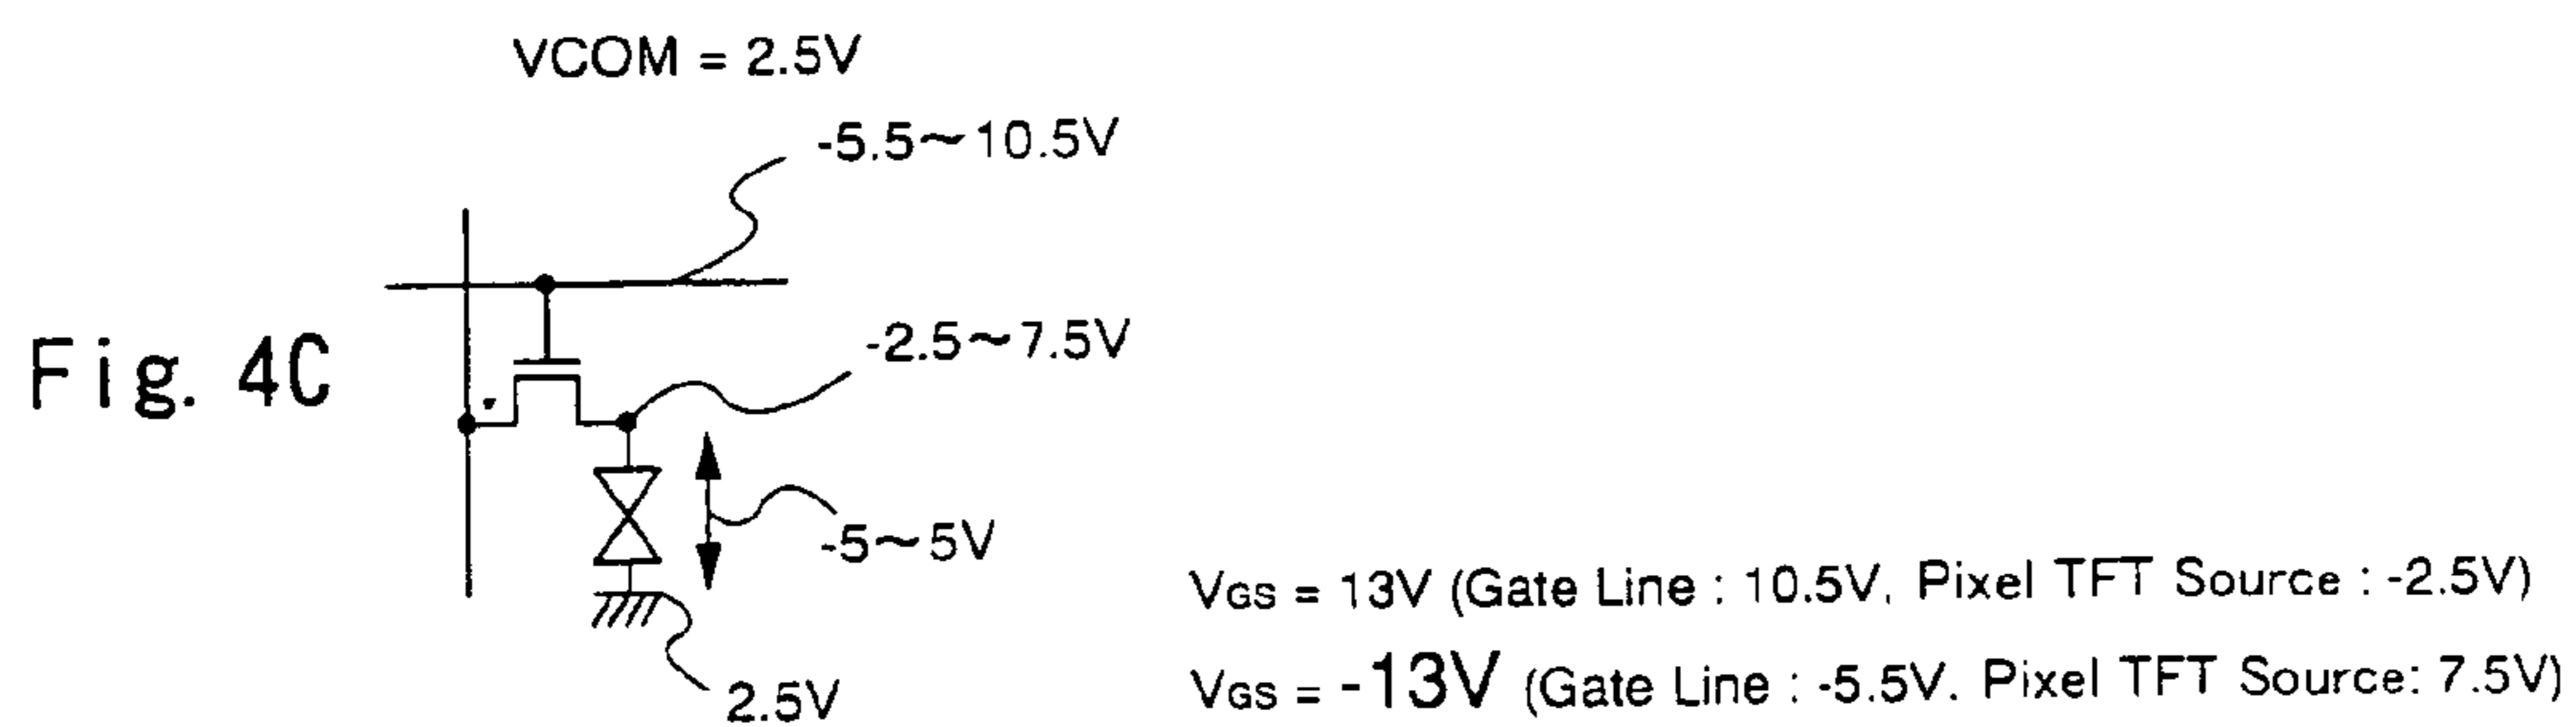 VCOM = 2.5V
-5.5~10.5V
-2.5~7.5V
Fig. 4C
-5~5V
VGS = 13V (Gate Line : 10.5V, Pixel TFT Source : -2.5V)
VGS = -13V (Gate Line : -5.5V. Pixel TFT Source: 7.5V)
2.5V